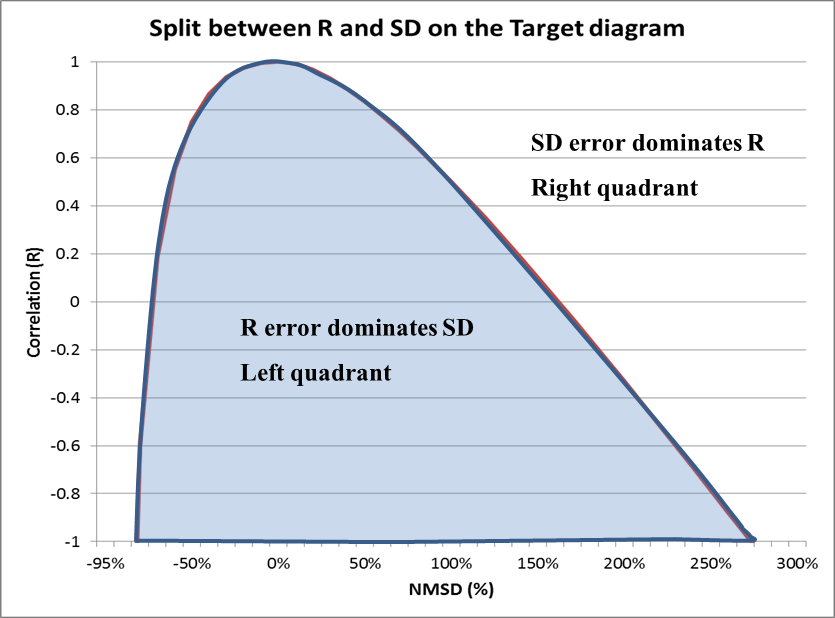 Split between R and SD on the Target diagram
1
0.8
0.6
0.4
0.2
0
-0.2
-0.4
-0.6
-0.8
-1
Correlation (R)
SD error dominates R
Right quadrant
R error dominates SD
Left quadrant
-95% -50% 0% 50% 100% 150% 200% 250% 300%
NMSD (%)